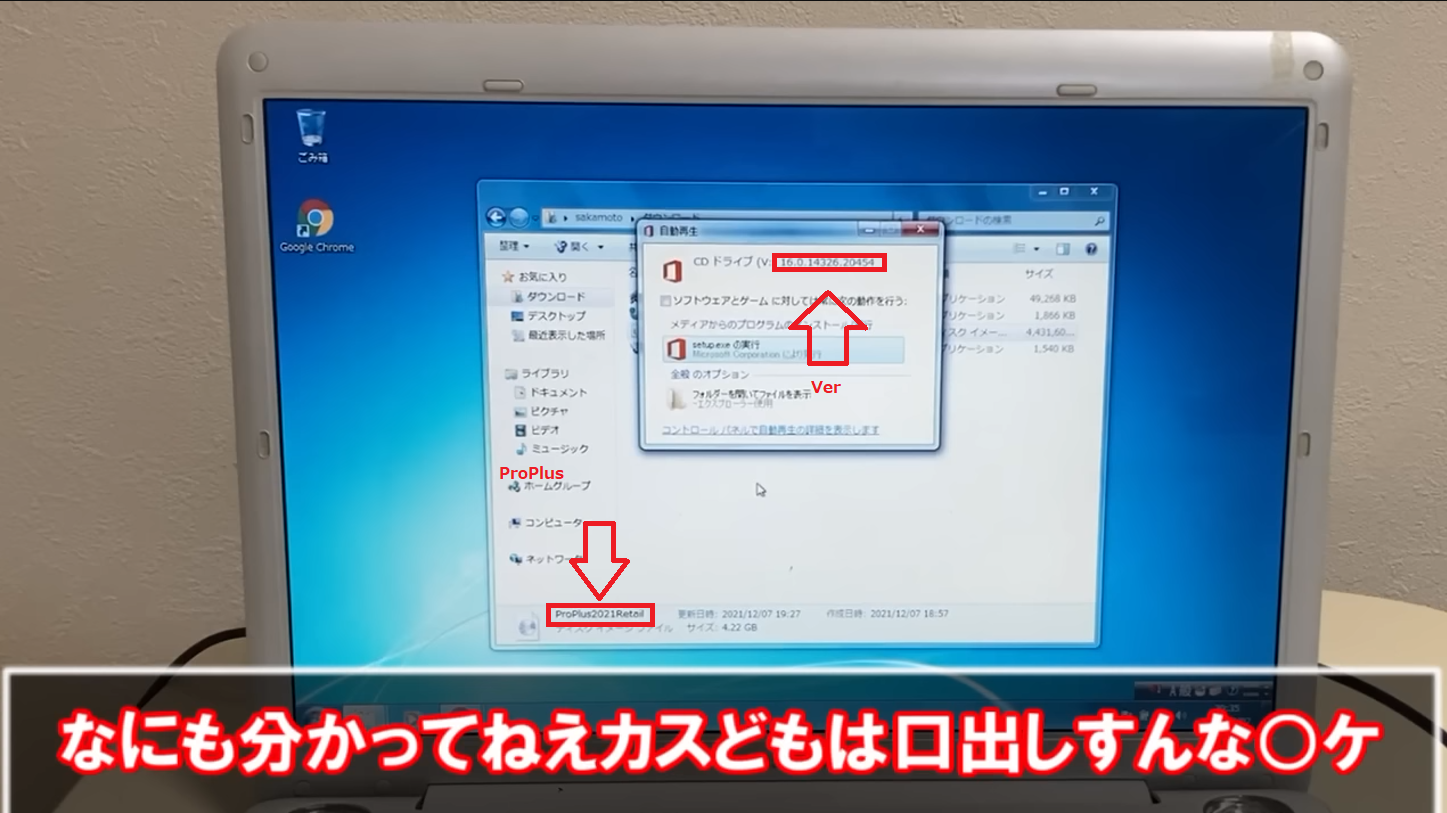 ごみ箱
Google Chrome
sakamoto ▸ ダウンロード
ダウンロードの検索
整理
開く
自動再生
CD ドライブ (V: 16.0.14326.20454
ソフトウェアとゲーム に対しては常に次の動作を行う:
メディアからのプログラムのインストール/実行
setup.exe の実行
Microsoft Corporation により発行
全般 のオプション
フォルダーを開いてファイルを表示
-エクスプローラー使用
コントロール パネルで自動再生の詳細を表示します
Ver
お気に入り
ダウンロード
デスクトップ
最近表示した場所
ライブラリ
ドキュメント
ピクチャ
ビデオ
ミュージック
ProPlus
ホームグループ
コンピュータ
ネットワーク
サイズ
プリケーション 49,268 KB
プリケーション 1,866 KB
スク イメー... 4,431,60...
プリケーション 1,540 KB
ProPlus2021Retail 更新日時: 2021/12/07 19:27 作成日時: 2021/12/07 18:57
ディスク イメージ ファイル サイズ: 4.22 GB
なにも分かってねえカスどもは口出しすんな〇ケ